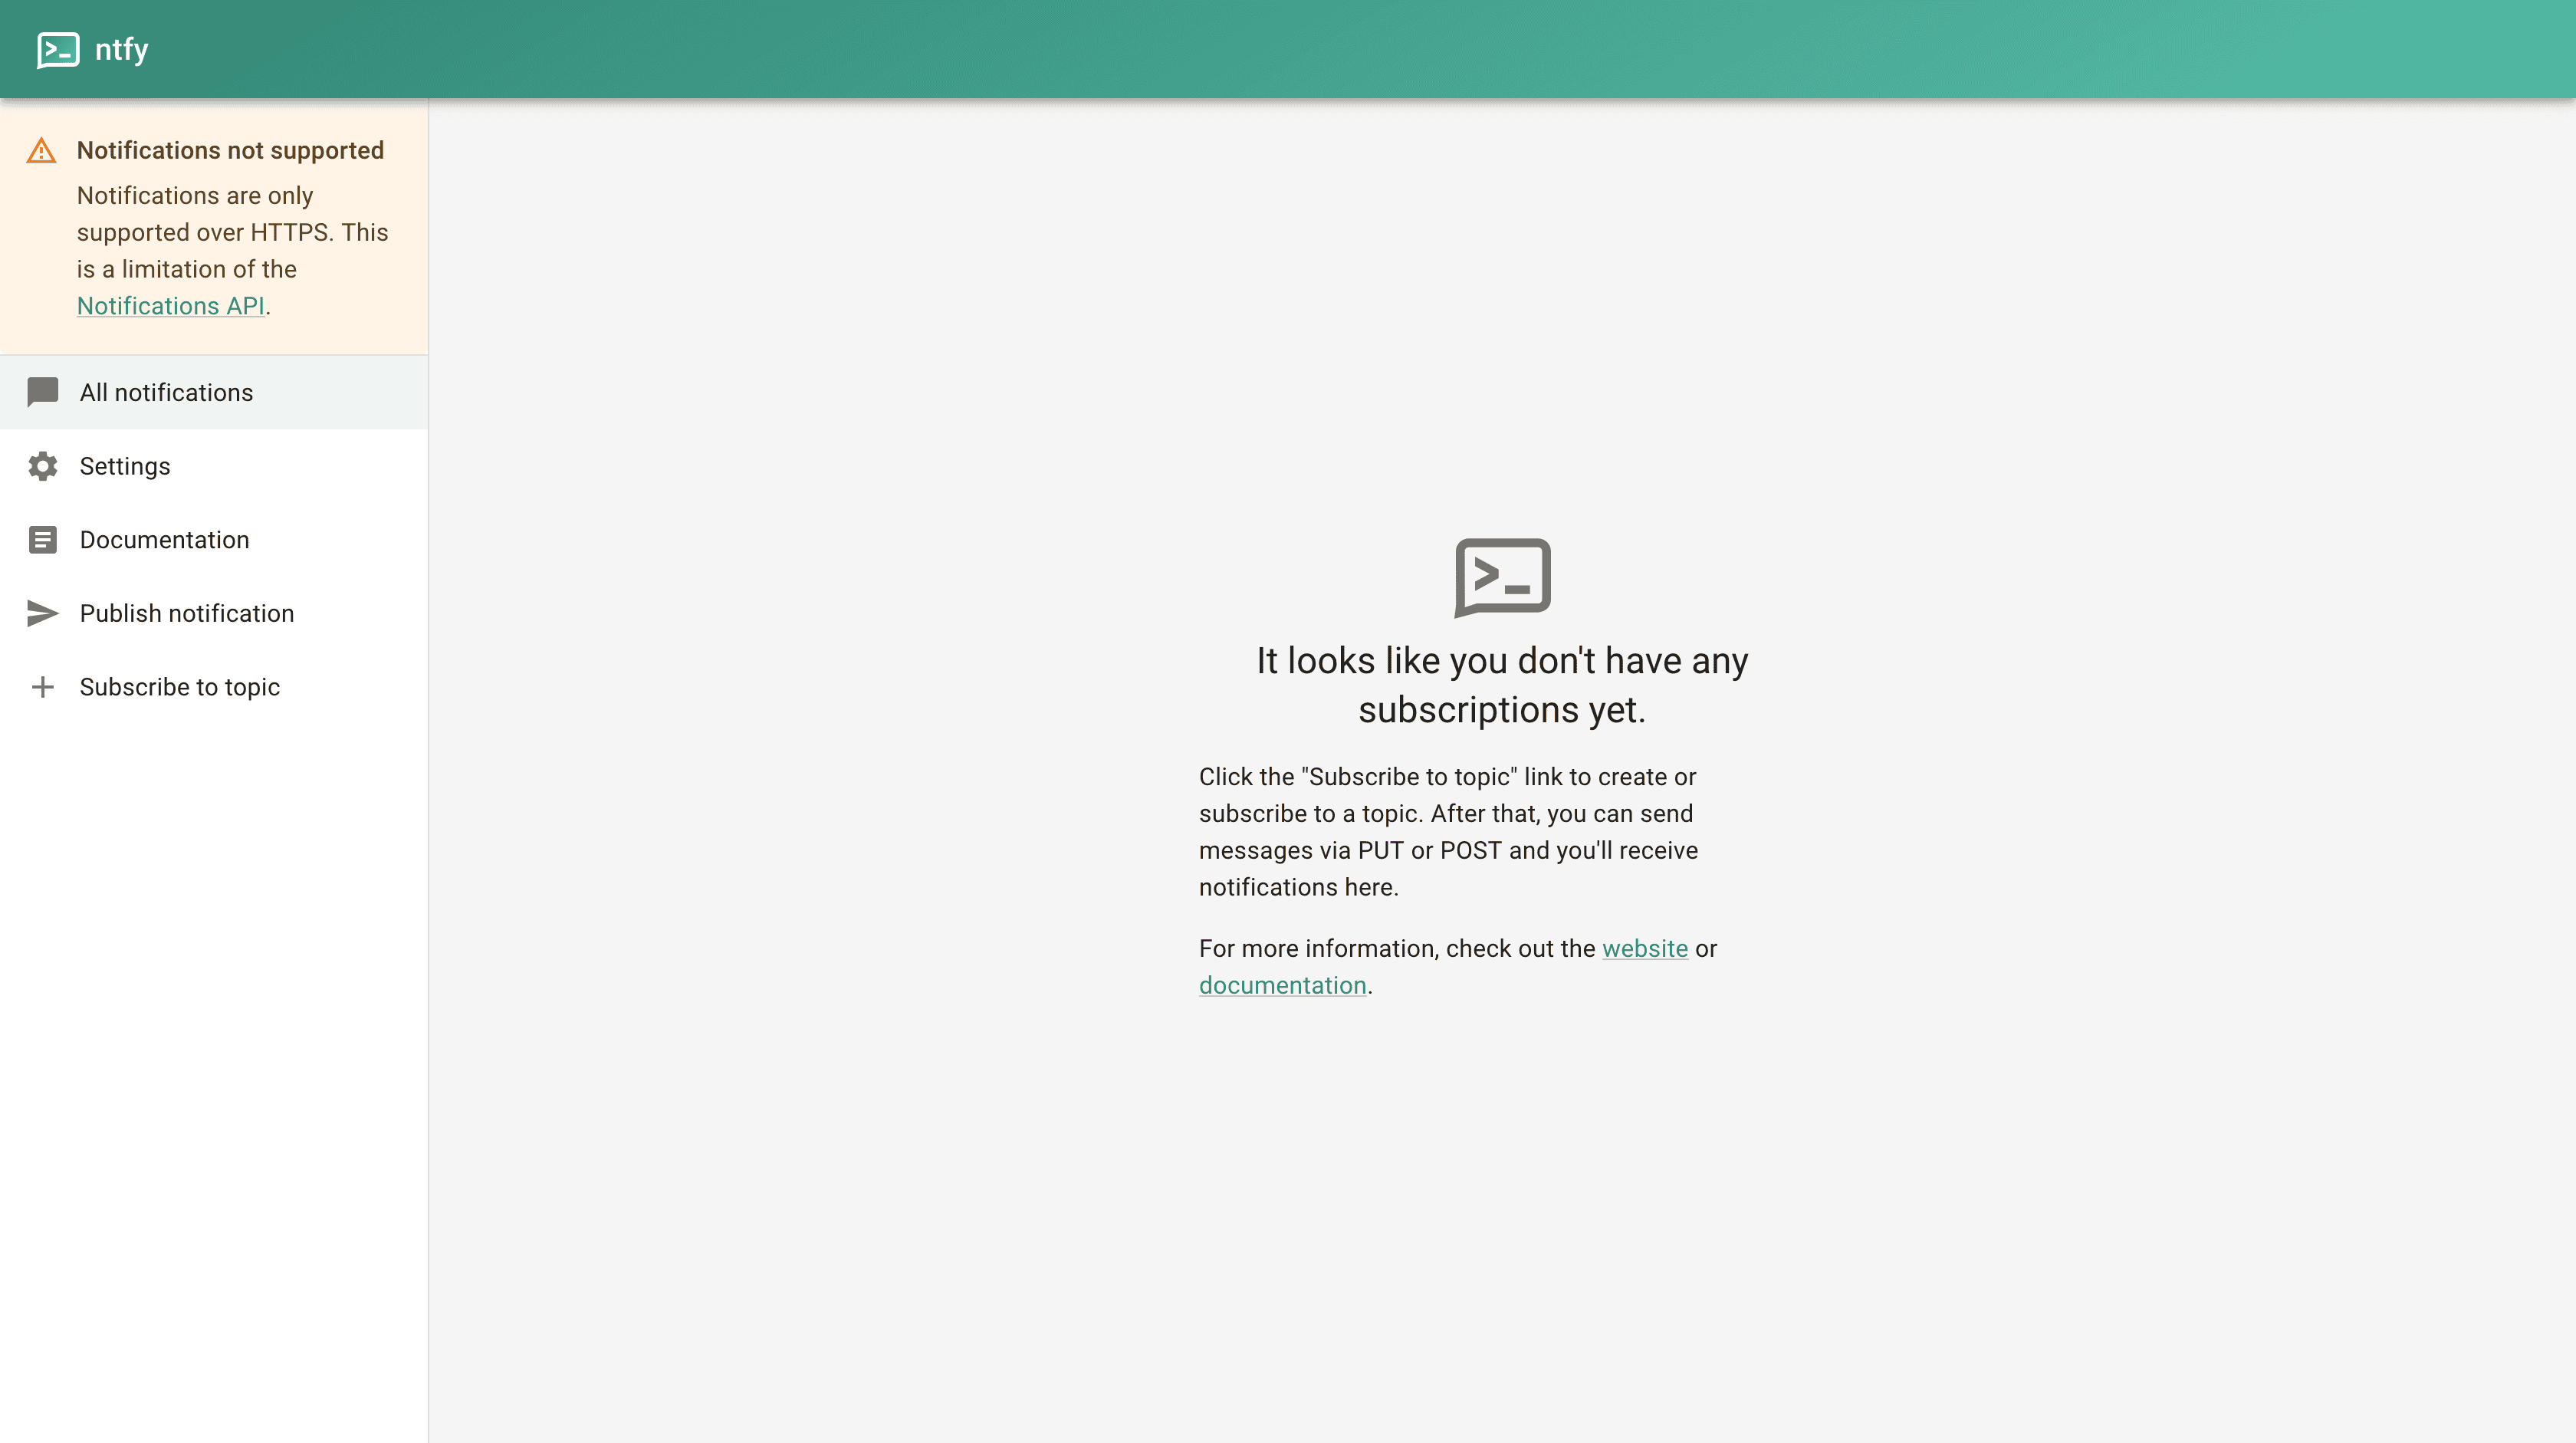 ntfy
Notifications not supported
Notifications are only
supported over HTTPS. This
is a limitation of the
Notifications API.
All notifications
Settings
Documentation
Publish notification
Subscribe to topic
It looks like you don't have any
subscriptions yet.
Click the "Subscribe to topic" link to create or
subscribe to a topic. After that, you can send
messages via PUT or POST and you'll receive
notifications here.
For more information, check out the website or
documentation.